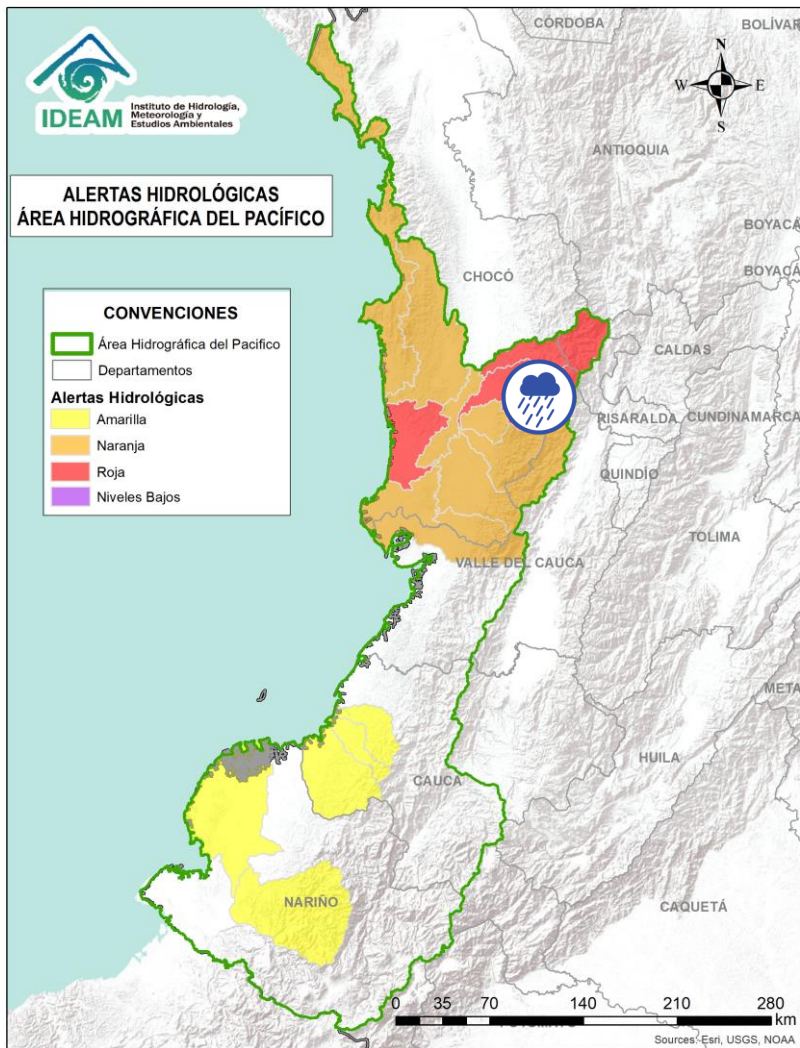 IDEAM
Instituto de Hidrología,
Meteorología y
Estudios Ambientales
ALERTAS HIDROLÓGICAS
ÁREA HIDROGRÁFICA DEL PACÍFICO
CONVENCIONES
Área Hidrográfica del Pacifico
Departamentos
Alertas Hidrológicas
Amarilla
Naranja
Roja
Niveles Bajos
N
W
E
S
CÓRDOBA
BOLÍVAR
ANTIOQUIA
BOYACÁ
CHOCÓ
BOYACÁ
CALDAS
RISARALDA
CUNDINAMARCA
QUINDÍO
TOLIMA
VALLE DEL CAUCA
META
HUILA
CAUCA
NARIÑO
CAQUETÁ
0 35 70 140 210 280
km
Sources: Esri, USGS, NOAA